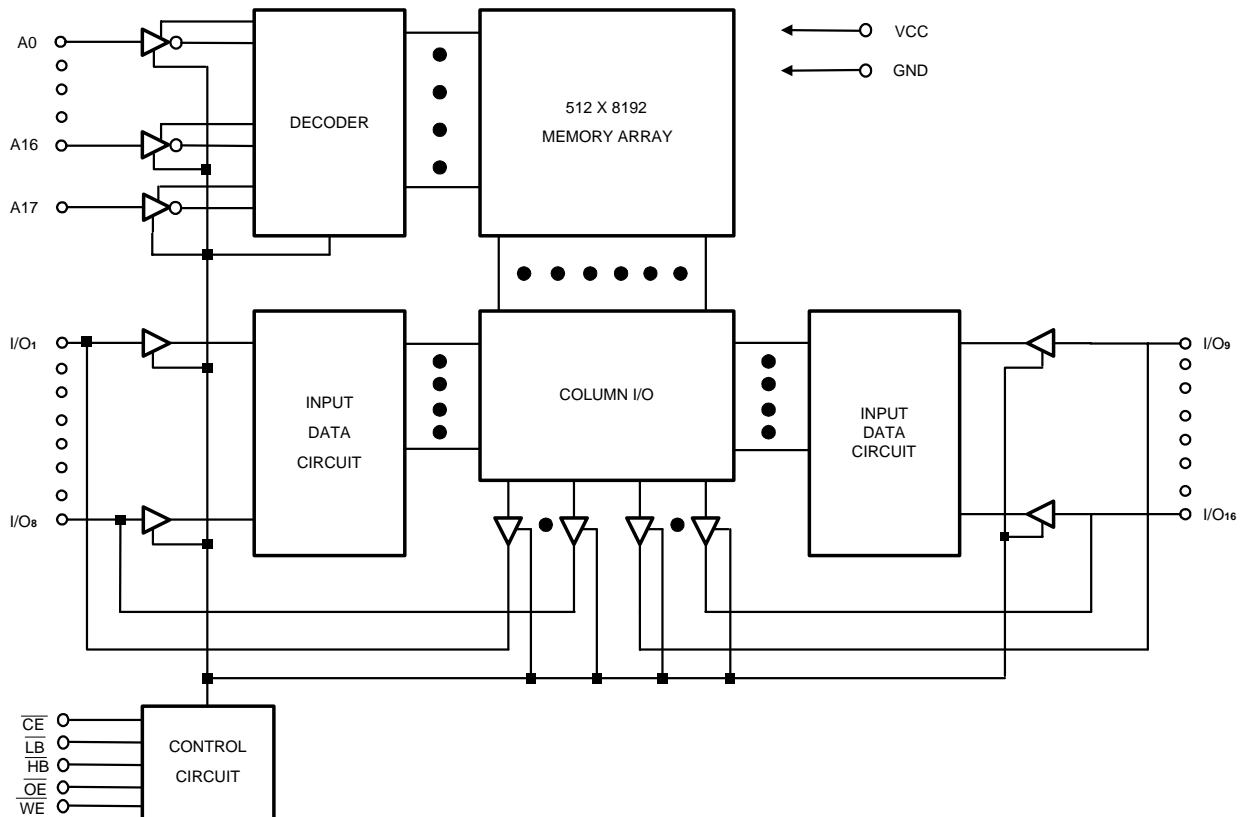 A0
VCC
GND
DECODER
512 X 8192
MEMORY ARRAY
A16
A17
I/O1
I/O9
INPUT
DATA
CIRCUIT
COLUMN I/O
INPUT
DATA
CIRCUIT
I/O8
I/O16
CE
LB
HB
OE
WE
CONTROL
CIRCUIT